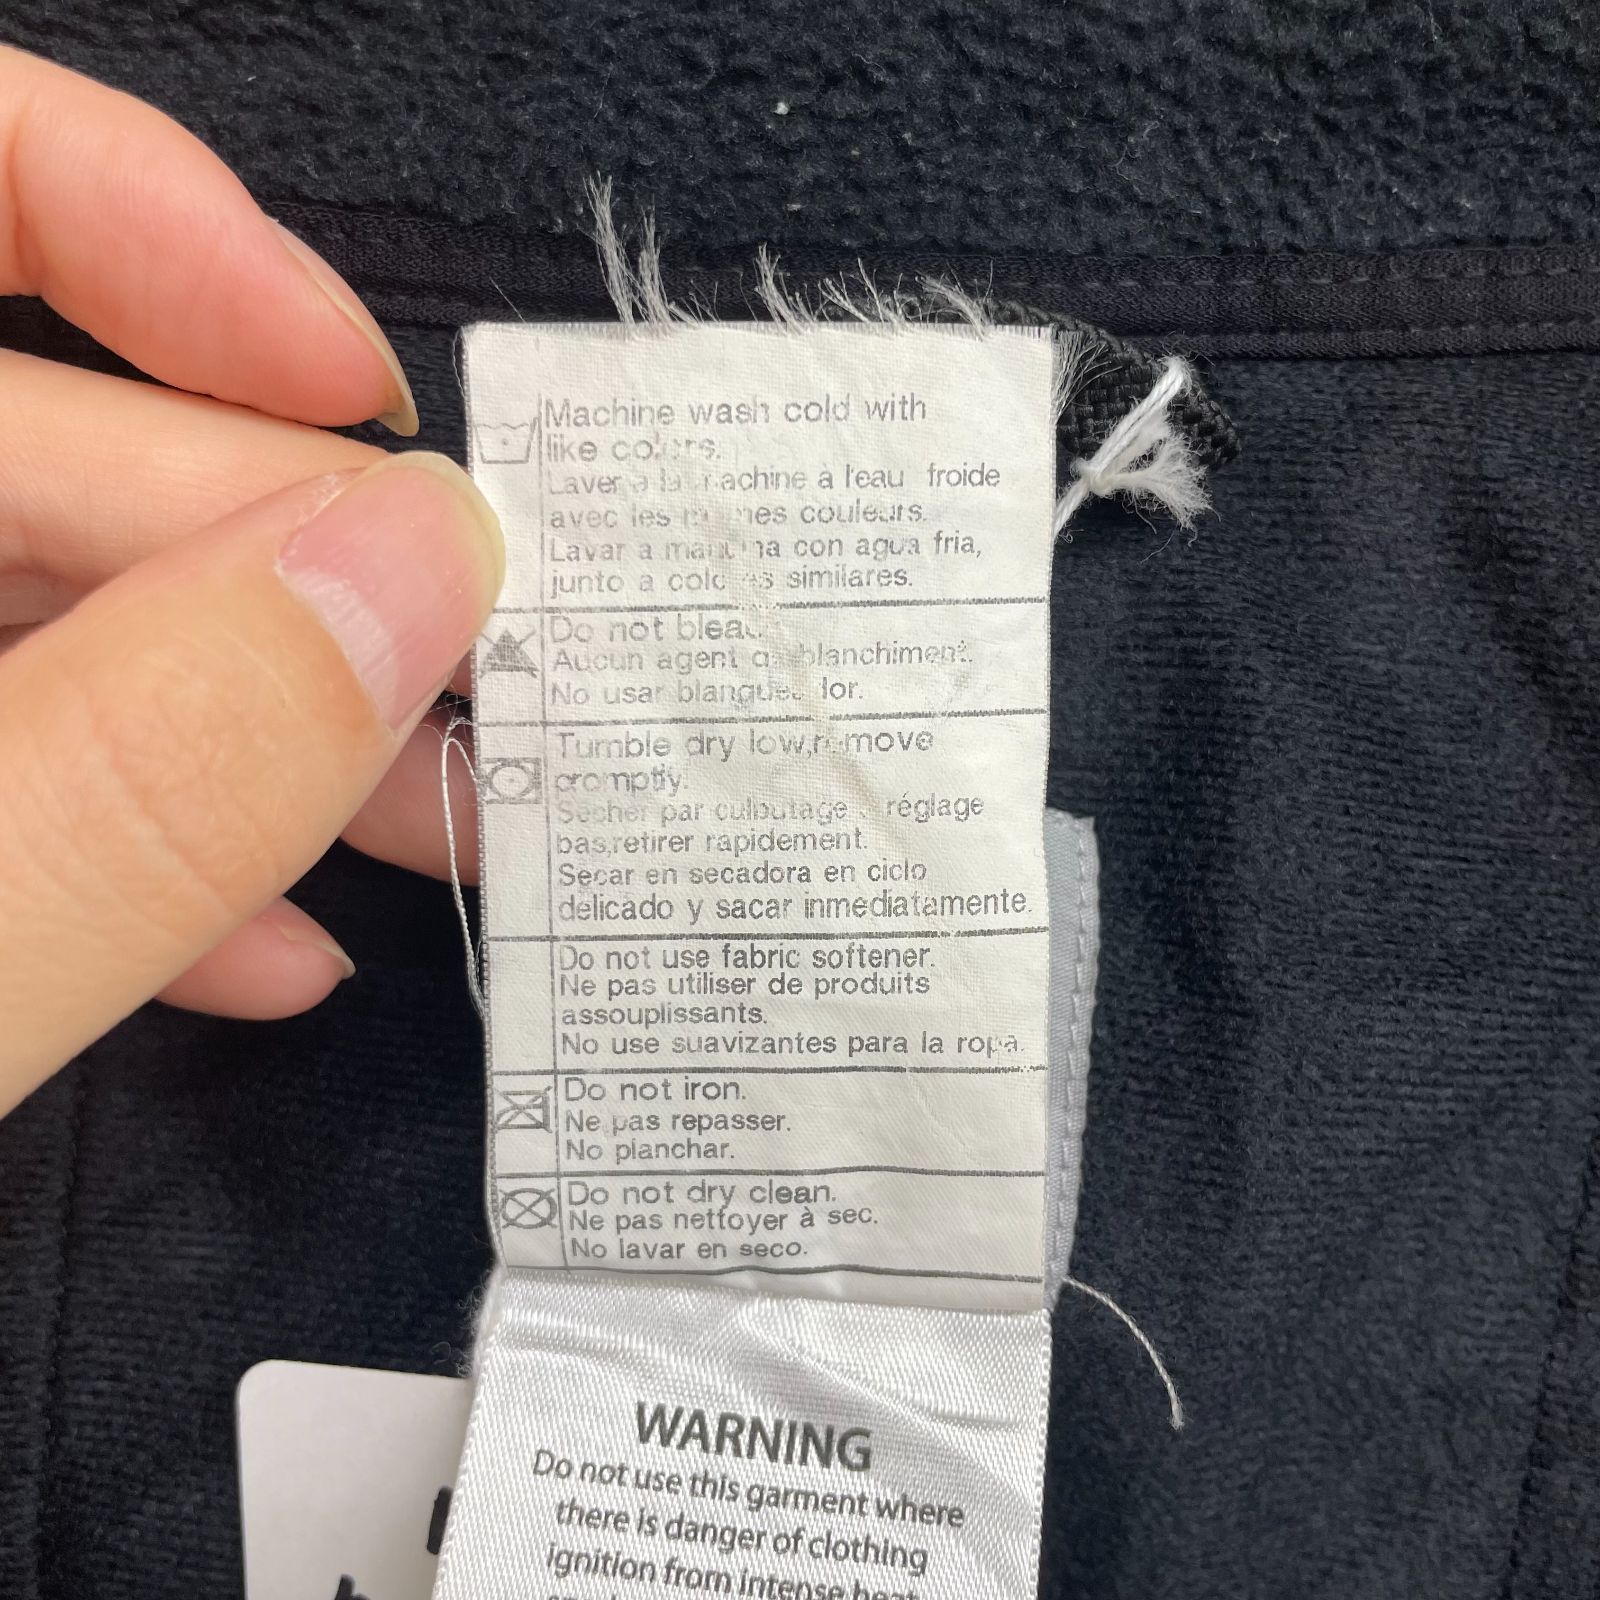 Machine wash cold with
like colors.
Laver à la machine à l'eau froide
avec les mêmes couleurs.
Lavar a maquina con agua fria,
junto a colores similares.
Do not bleach.
Aucun agent de blanchiment.
No usar blangueador.
Tumble dry low,remove
promptly.
Secher par culbutage à réglage
bas,retirer rapidement.
Secar en secadora en ciclo
delicado y sacar inmediatamente.
Do not use fabric softener.
Ne pas utiliser de produits
assouplissants.
No use suavizantes para la ropa.
Do not iron.
Ne pas repasser.
No planchar.
Do not dry clean.
Ne pas nettoyer à sec.
No lavar en seco.
WARNING
Do not use this garment where
there is danger of clothing
ignition from intense heat